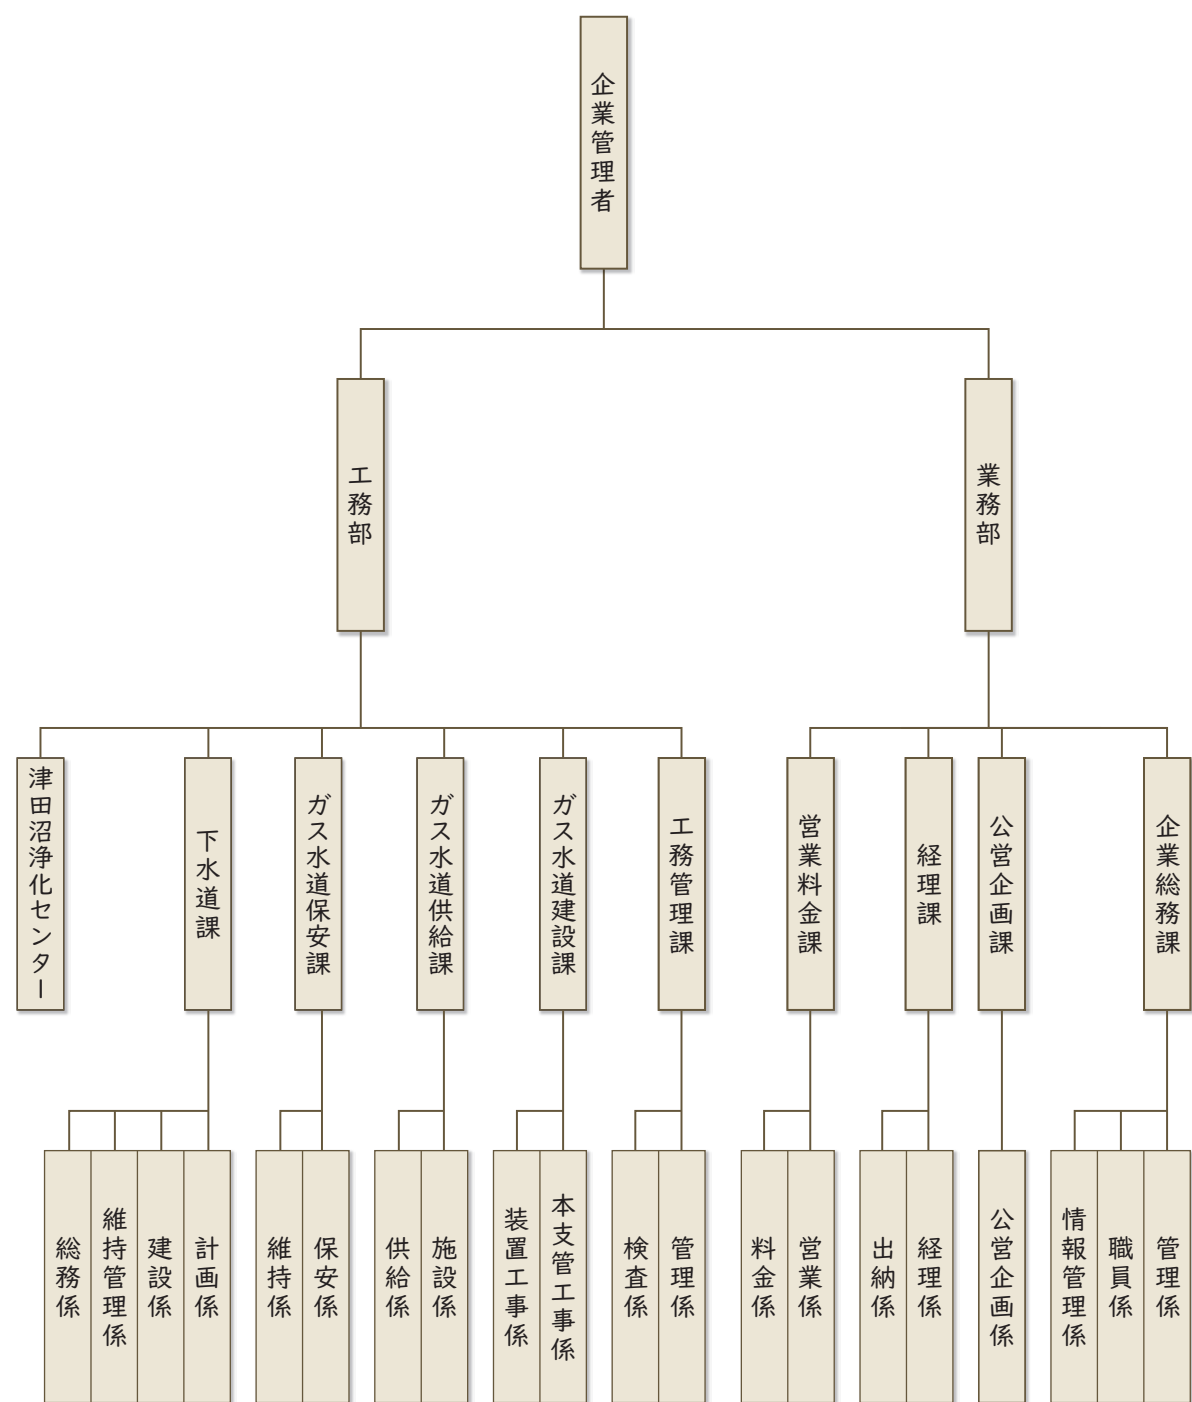 企業管理者
業務部
工務部
企業総務課
公営企画課
経理課
営業料金課
工務管理課
ガス水道建設課
ガス水道供給課
ガス水道保安課
下水道課
津田沼浄化センター
管理係
職員係
情報管理係
公営企画係
経理係
出納係
営業係
料金係
管理係
検査係
本支管工事係
装置工事係
施設係
供給係
保安係
維持係
計画係
建設係
維持管理係
総務係